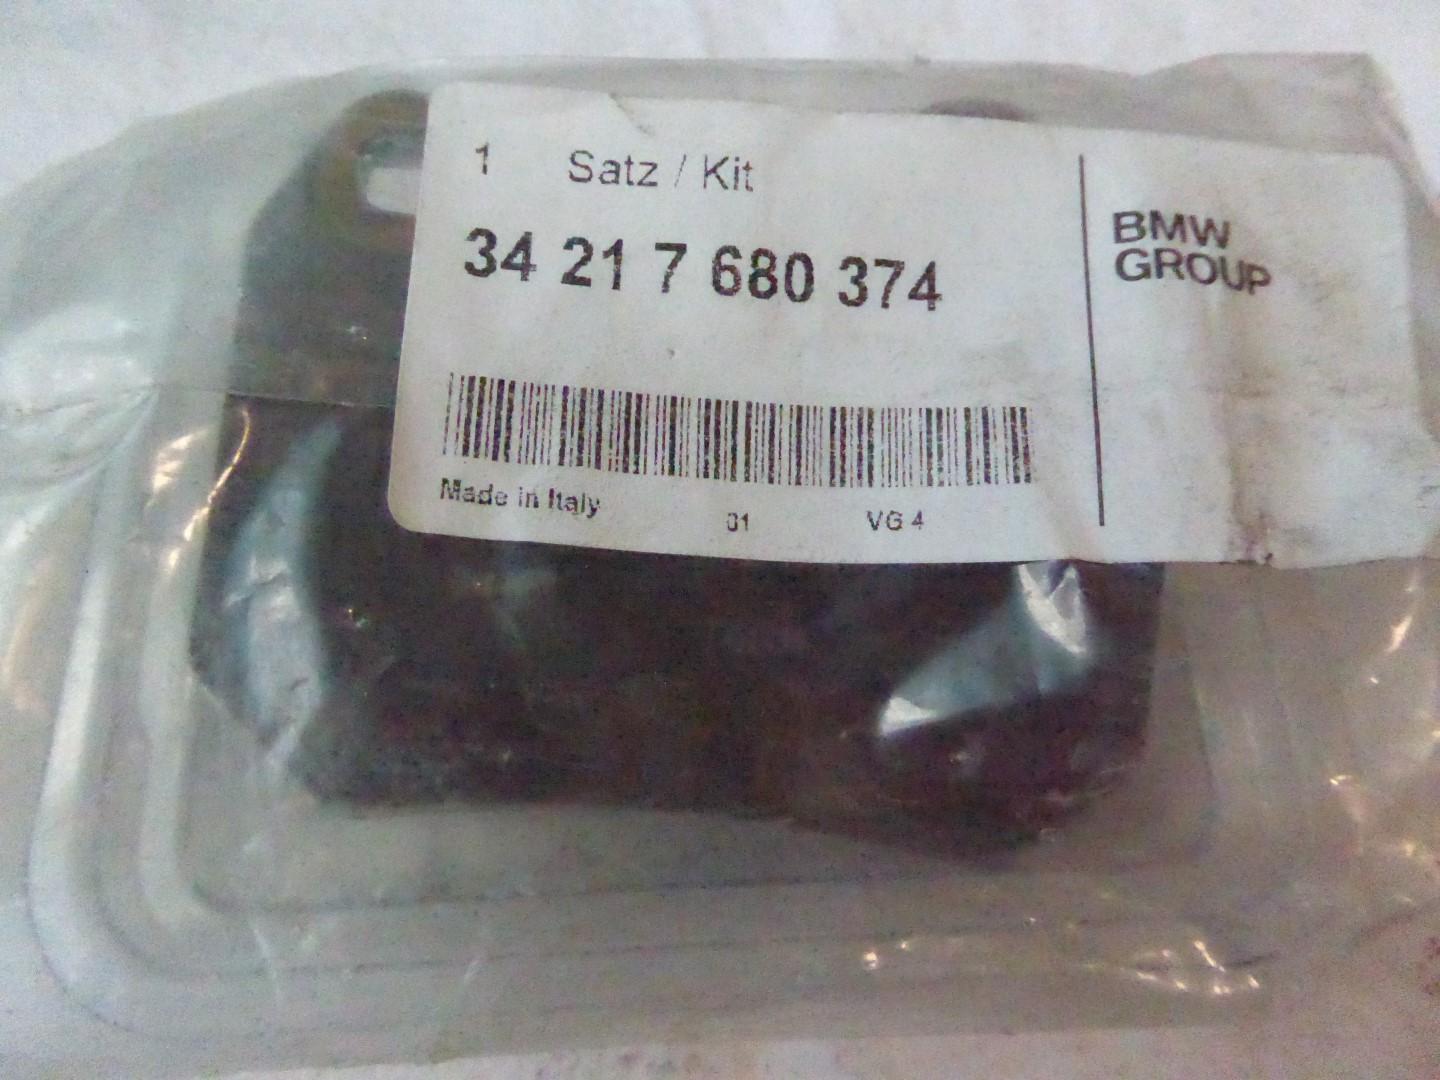 1 Satz / Kit
34 21 7 680 374
BMW
GROUP
Made in Italy 01 VG 4